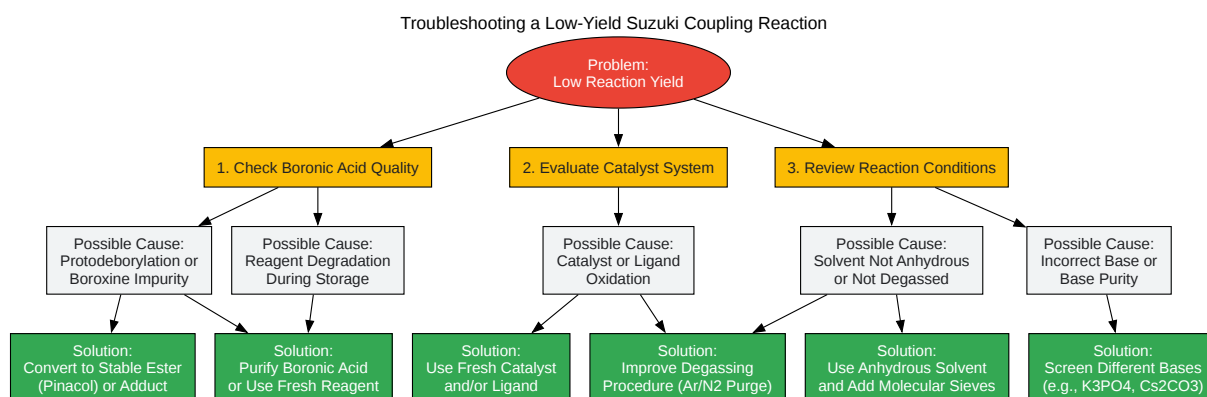 Troubleshooting a Low-Yield Suzuki Coupling Reaction
Problem:
Low Reaction Yield
1. Check Boronic Acid Quality
2. Evaluate Catalyst System
3. Review Reaction Conditions
Possible Cause:
Protodeborylation or
Boroxine Impurity
Possible Cause:
Reagent Degradation
During Storage
Possible Cause:
Catalyst or Ligand
Oxidation
Possible Cause:
Solvent Not Anhydrous
or Not Degassed
Possible Cause:
Incorrect Base or
Base Purity
Solution:
Convert to Stable Ester
(Pinacol) or Adduct
Solution:
Purify Boronic Acid
or Use Fresh Reagent
Solution:
Use Fresh Catalyst
and/or Ligand
Solution:
Improve Degassing
Procedure (Ar/N2 Purge)
Solution:
Use Anhydrous Solvent
and Add Molecular Sieves
Solution:
Screen Different Bases
(e.g., K3PO4, Cs2CO3)